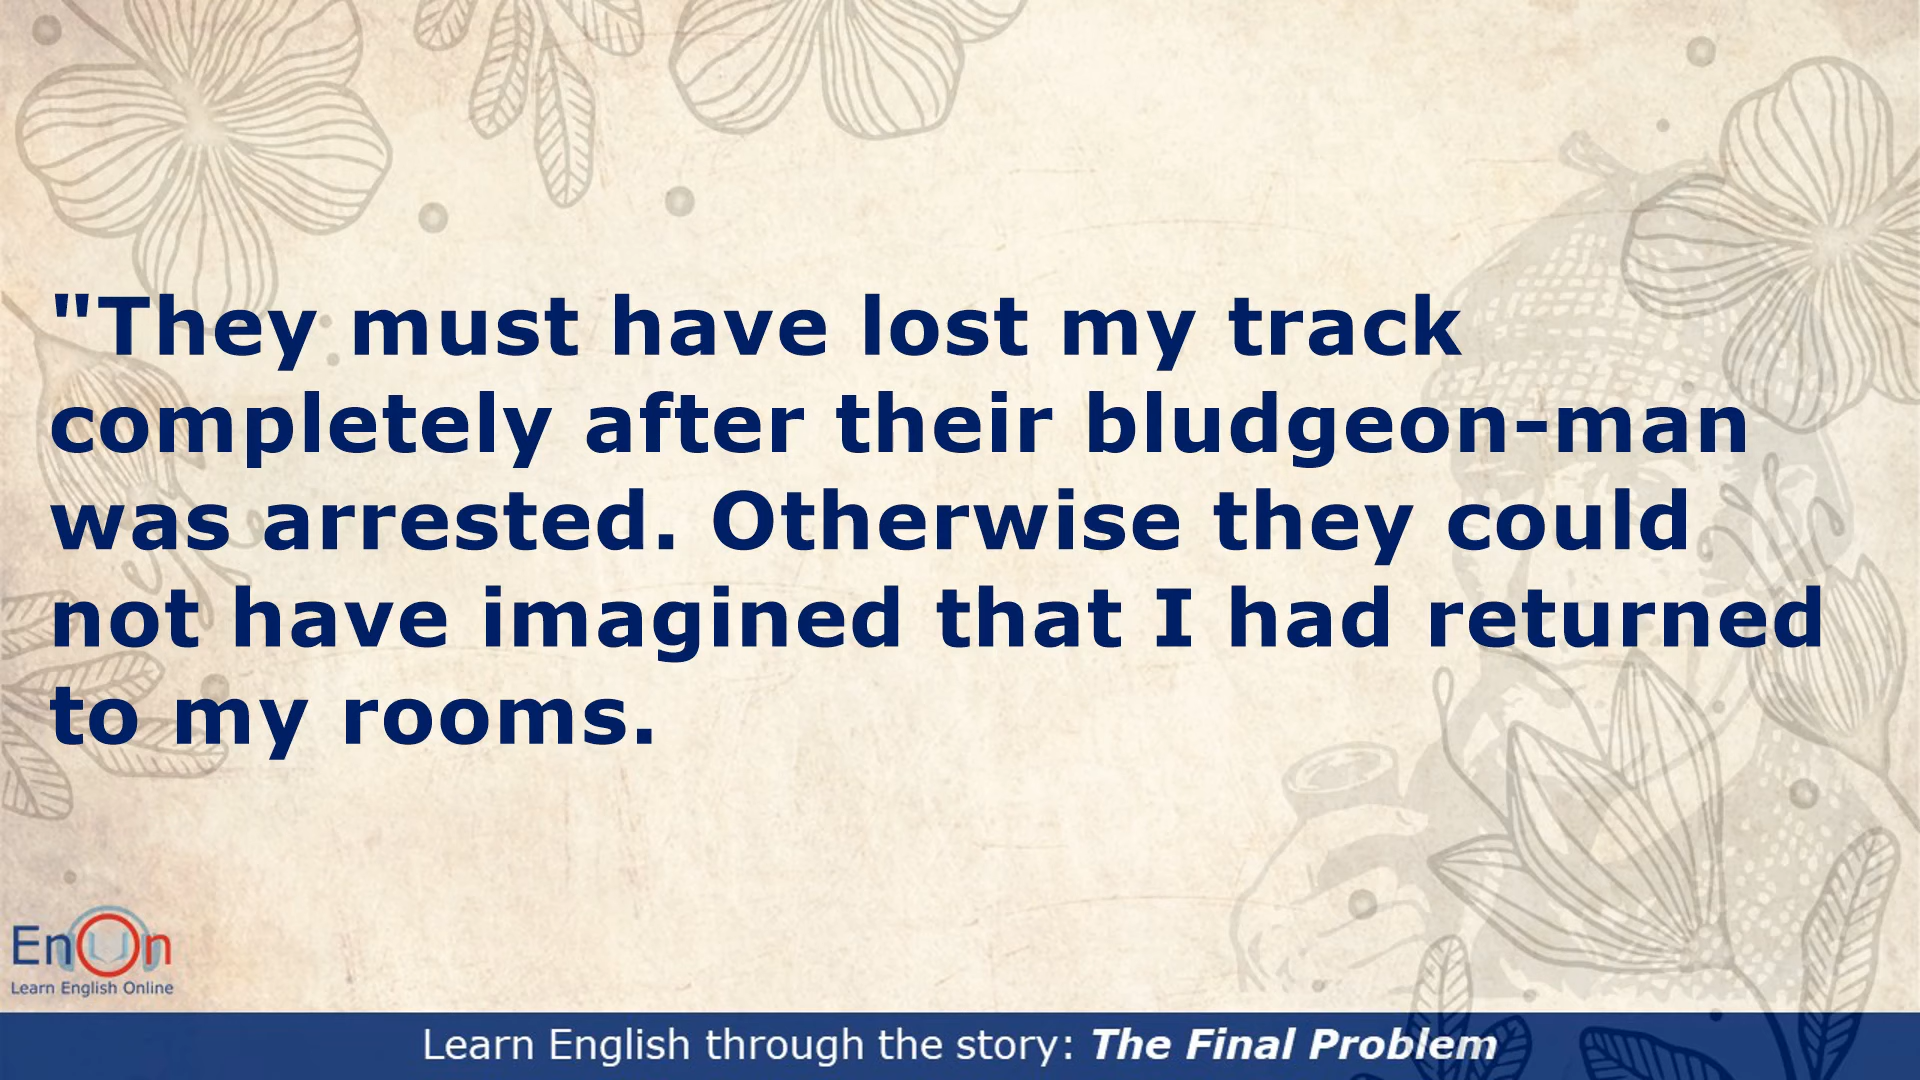 "They must have lost my track
completely after their bludgeon-man
was arrested. Otherwise they could
not have imagined that I had returned
to my rooms.
EnOn
Learn English Online
Learn English through the story: The Final Problem